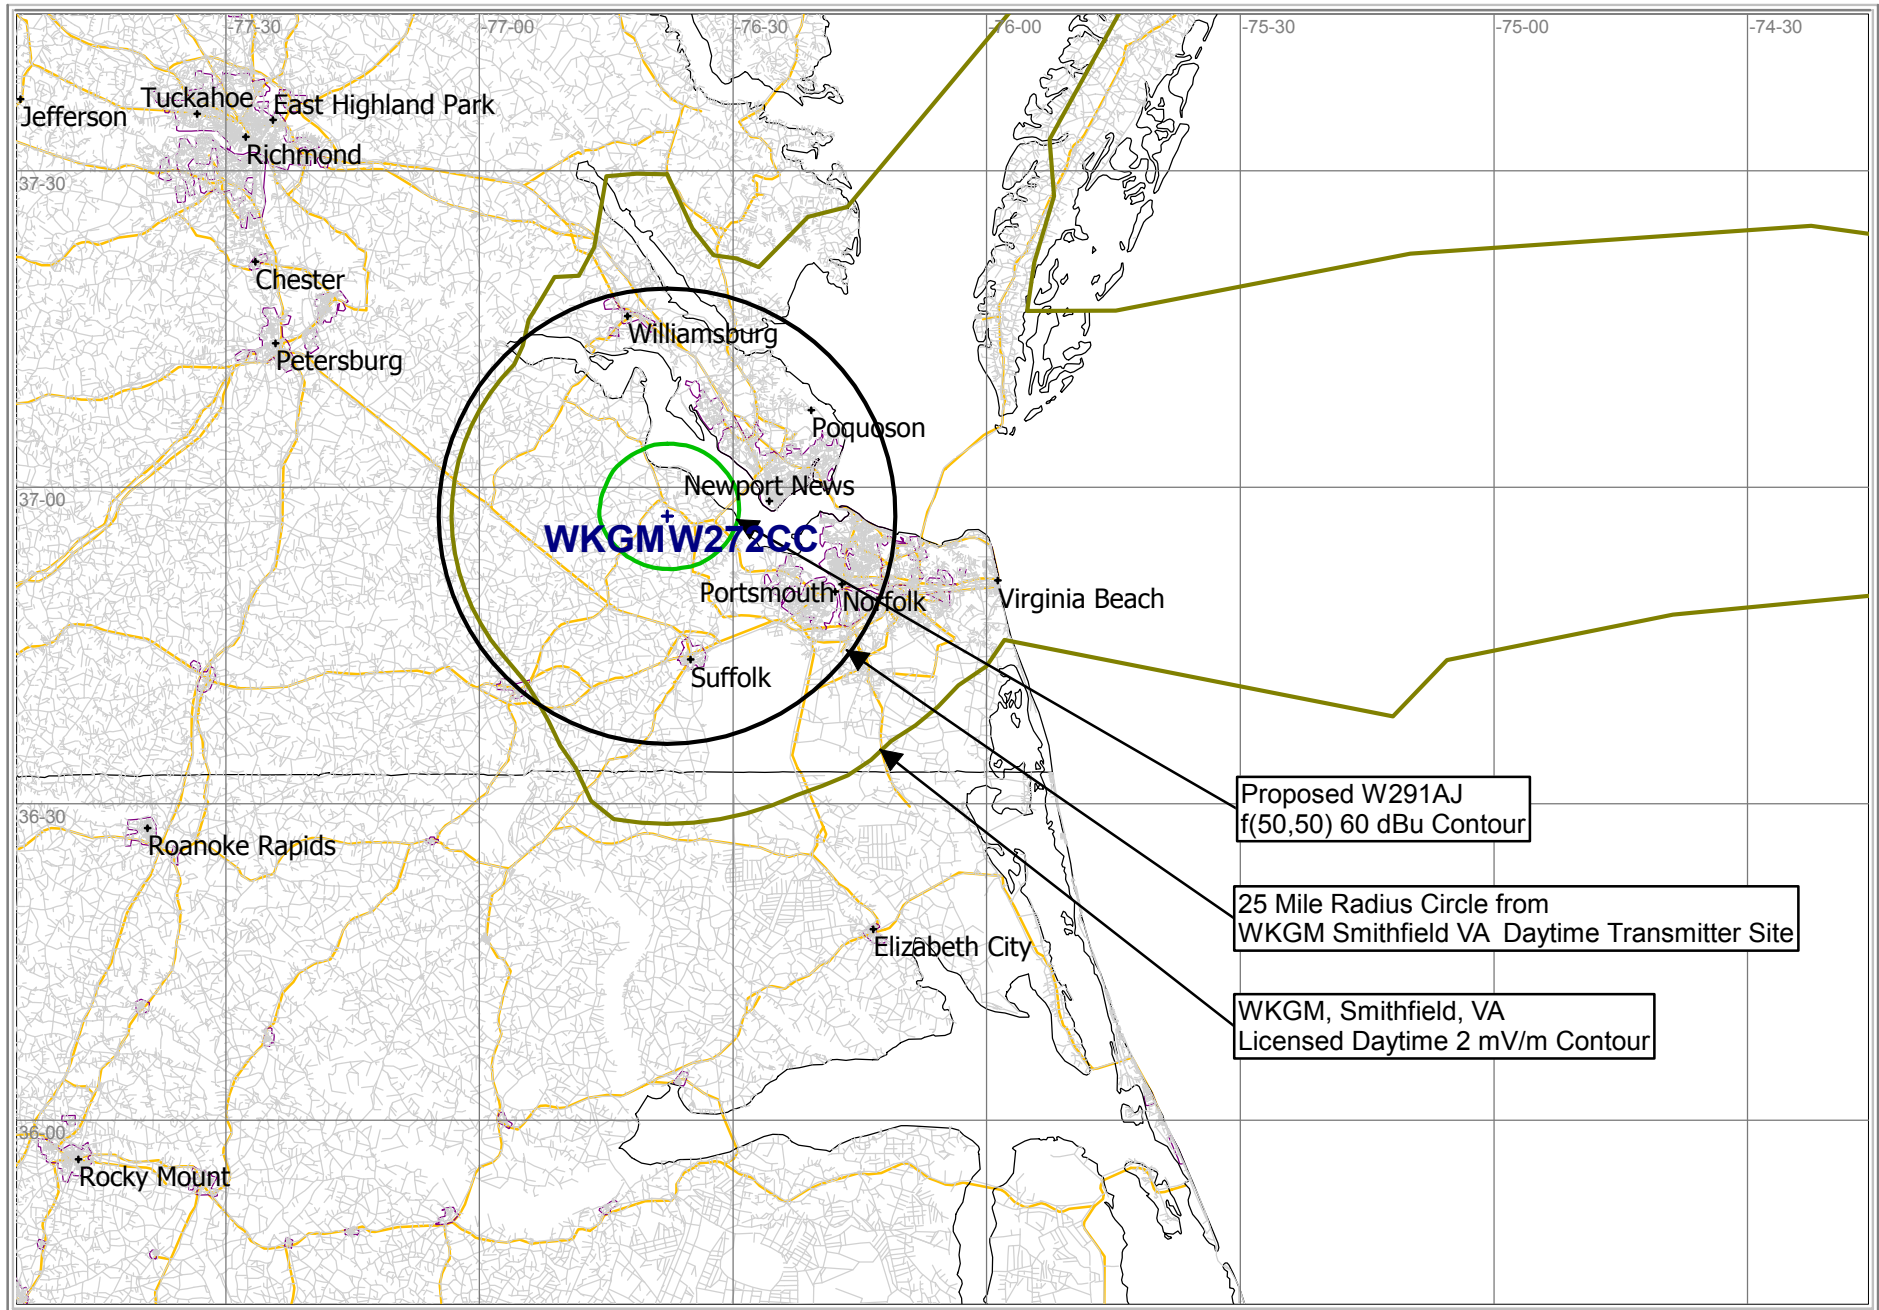 -77-30
-77-00
-76-30
-76-00
-75-30
-75-00
-74-30
Jefferson
Tuckahoe
East Highland Park
Richmond
37-30
Chester
Petersburg
Williamsburg
Poquoson
Newport News
37-00
WKGM W272CC
Portsmouth
Norfolk
Virginia Beach
Suffolk
Proposed W291AJ
f(50,50) 60 dBu Contour
36-30
Roanoke Rapids
25 Mile Radius Circle from
WKGM Smithfield VA Daytime Transmitter Site
Elizabeth City
WKGM, Smithfield, VA
Licensed Daytime 2 mV/m Contour
36-00
Rocky Mount